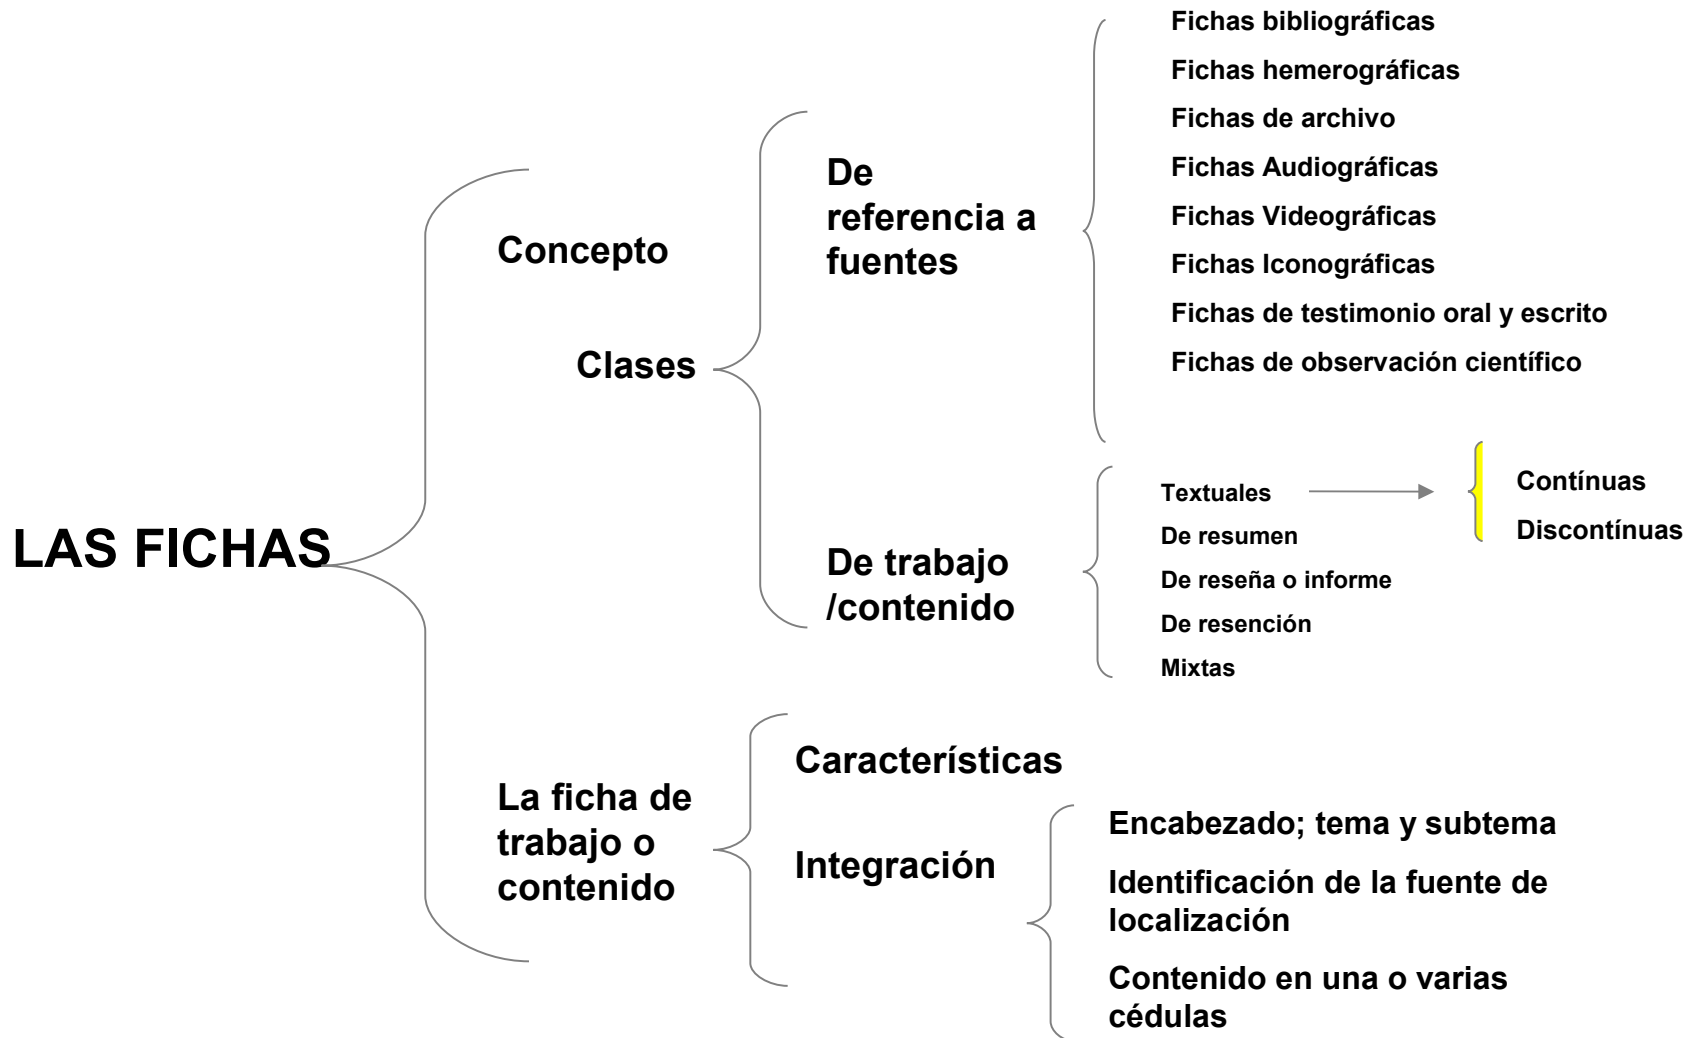 LAS FICHAS
Concepto
Clases
De
referencia a
fuentes
Fichas bibliográficas
Fichas hemerográficas
Fichas de archivo
Fichas Audiográficas
Fichas Videográficas
Fichas Iconográficas
Fichas de testimonio oral y escrito
Fichas de observación científico
De trabajo
/contenido
Textuales
Contínuas
Discontínuas
De resumen
De reseña o informe
De resención
Mixtas
La ficha de
trabajo o
contenido
Características
Integración
Encabezado; tema y subtema
Identificación de la fuente de
localización
Contenido en una o varias
cédulas